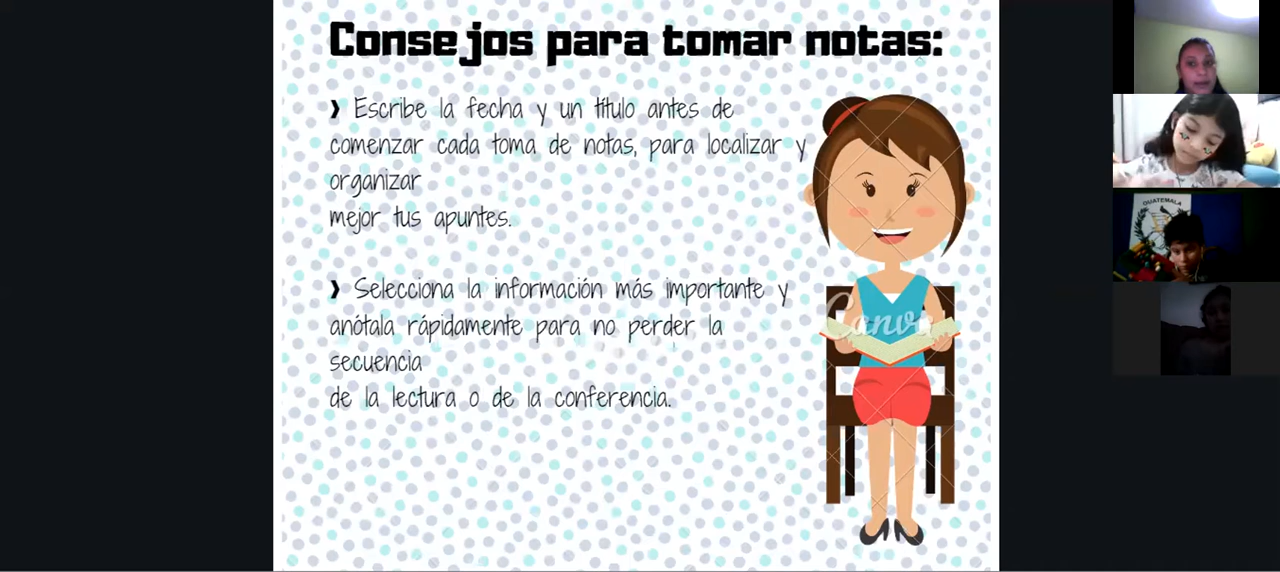 Consejos para tomar notas:
❱ Escribe la fecha y un título antes de
comenzar cada toma de notas, para localizar y
organizar
mejor tus apuntes.
❱ Selecciona la información más importante y
anótala rápidamente para no perder la
secuencia
de la lectura o de la conferencia.
Canva
GUATEMALA